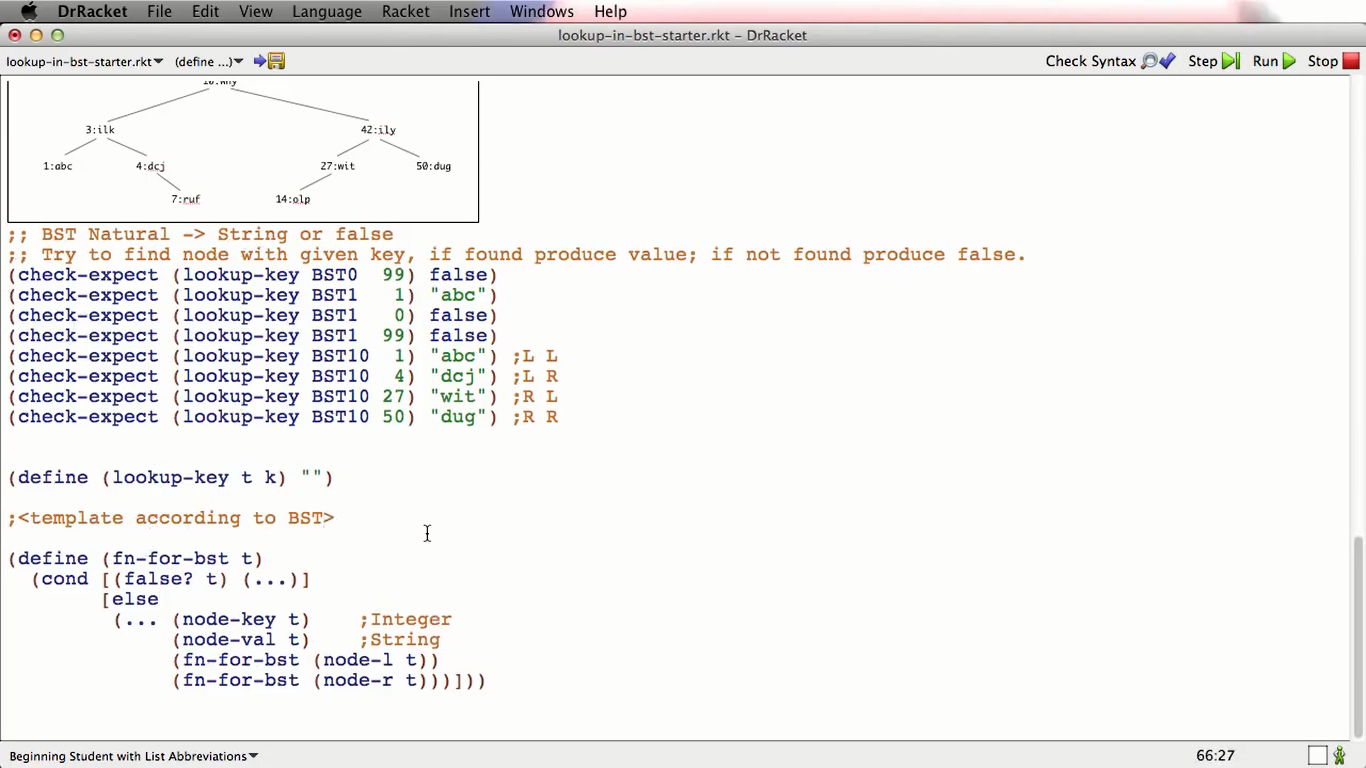 DrRacket File Edit View Language Racket Insert Windows Help
lookup-in-bst-starter.rkt - DrRacket
lookup-in-bst-starter.rkt (define ...) Check Syntax Step Run Stop
3:ilk 42:ily
1:abc 4:dcj 27:wit 50:dug
7:ruf 14:olp
;; BST Natural -> String or false
;; Try to find node with given key, if found produce value; if not found produce false.
(check-expect (lookup-key BST0  99) false)
(check-expect (lookup-key BST1   1) "abc")
(check-expect (lookup-key BST1   0) false)
(check-expect (lookup-key BST1  99) false)
(check-expect (lookup-key BST10  1) "abc") ;L L
(check-expect (lookup-key BST10  4) "dcj") ;L R
(check-expect (lookup-key BST10 27) "wit") ;R L
(check-expect (lookup-key BST10 50) "dug") ;R R
(define (lookup-key t k) "")
;<template according to BST>
(define (fn-for-bst t)
(cond [(false? t) (...)]
[else
(... (node-key t)    ;Integer
(node-val t)    ;String
(fn-for-bst (node-l t))
(fn-for-bst (node-r t)))]))
Beginning Student with List Abbreviations 66:27